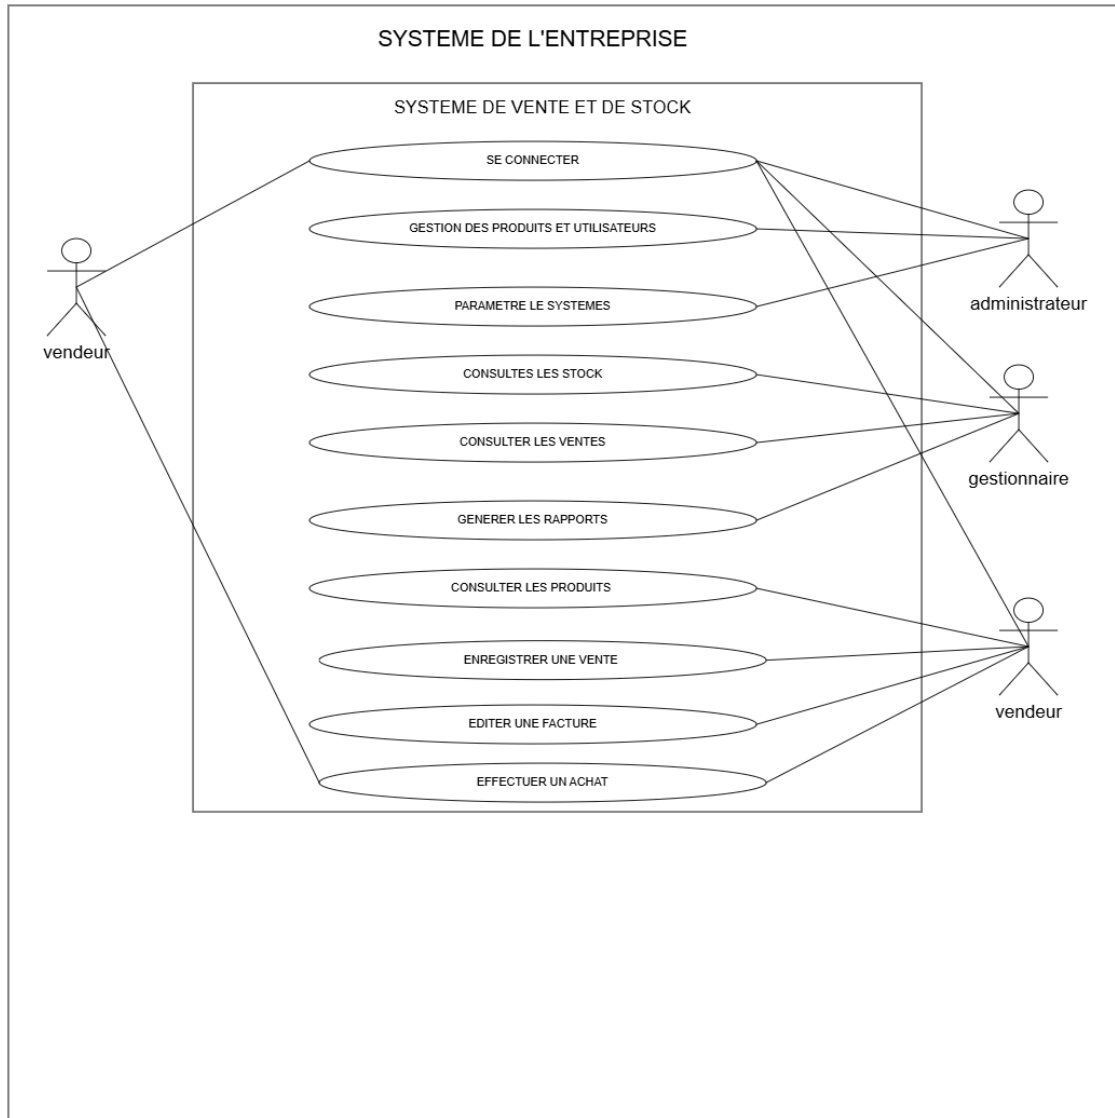 SYSTEME DE L'ENTREPRISE
SYSTEME DE VENTE ET DE STOCK
SE CONNECTER
GESTION DES PRODUITS ET UTILISATEURS
PARAMETRE LE SYSTEMES
administrateur
vendeur
CONSULTES LES STOCK
CONSULTER LES VENTES
gestionnaire
GENERER LES RAPPORTS
CONSULTER LES PRODUITS
ENREGISTRER UNE VENTE
vendeur
EDITER UNE FACTURE
EFFECTUER UN ACHAT